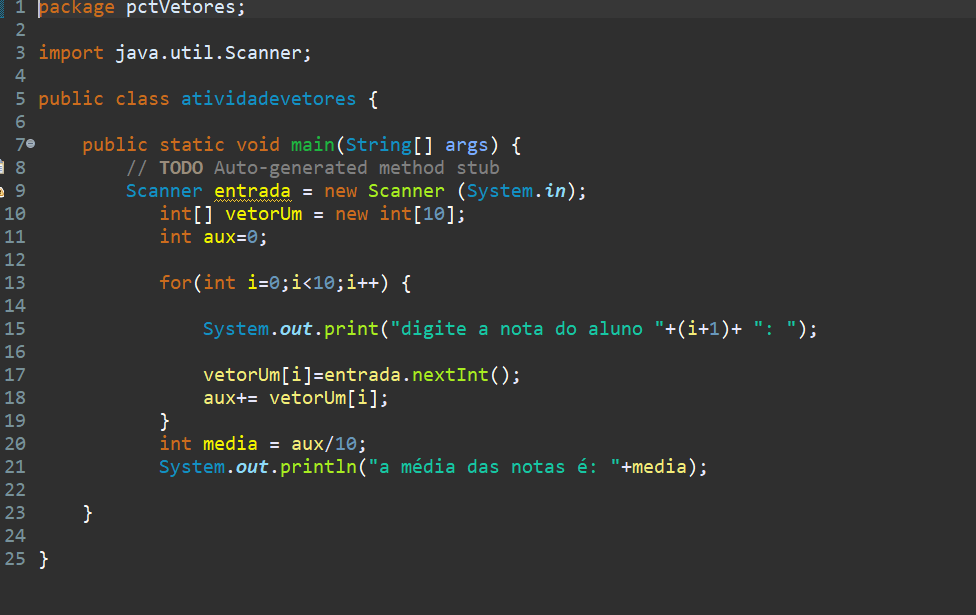 1 package pctVetores;
2
3 import java.util.Scanner;
4
5 public class atividadevetores {
6
7 public static void main(String[] args) {
8 // TODO Auto-generated method stub
9 Scanner entrada = new Scanner (System.in);
10 int[] vetorUm = new int[10];
11 int aux=0;
12
13 for(int i=0;i<10;i++) {
14
15 System.out.print("digite a nota do aluno "+(i+1)+ ": ");
16
17 vetorUm[i]=entrada.nextInt();
18 aux+= vetorUm[i];
19 }
20 int media = aux/10;
21 System.out.println("a média das notas é: "+media);
22
23 }
24
25 }